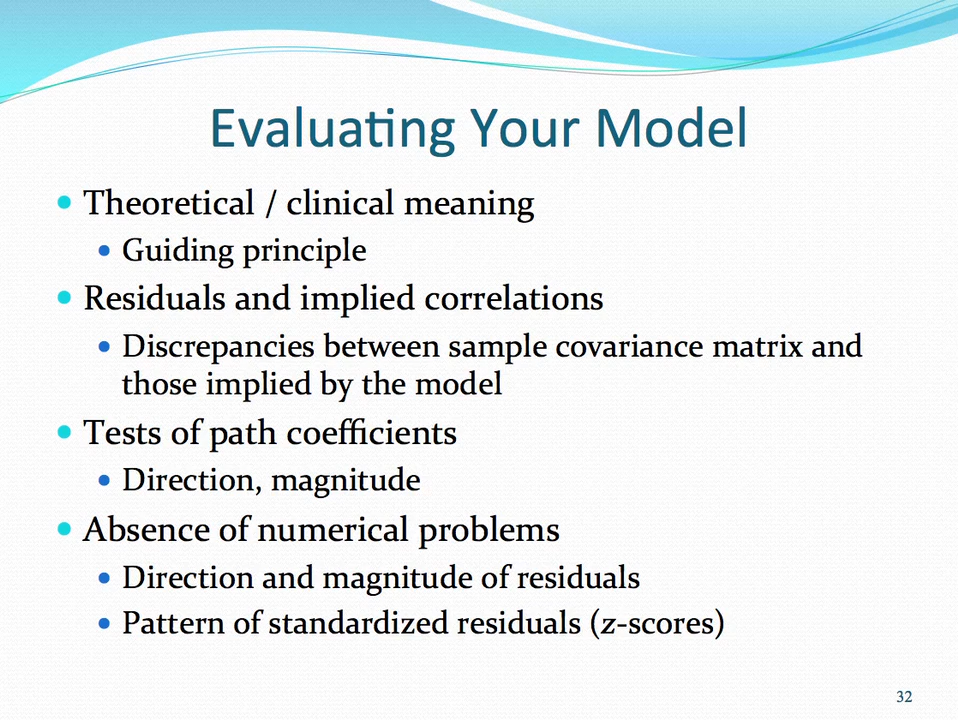 Evaluating Your Model
• Theoretical / clinical meaning
• Guiding principle
• Residuals and implied correlations
• Discrepancies between sample covariance matrix and
those implied by the model
• Tests of path coefficients
• Direction, magnitude
• Absence of numerical problems
• Direction and magnitude of residuals
• Pattern of standardized residuals (z-scores)
32